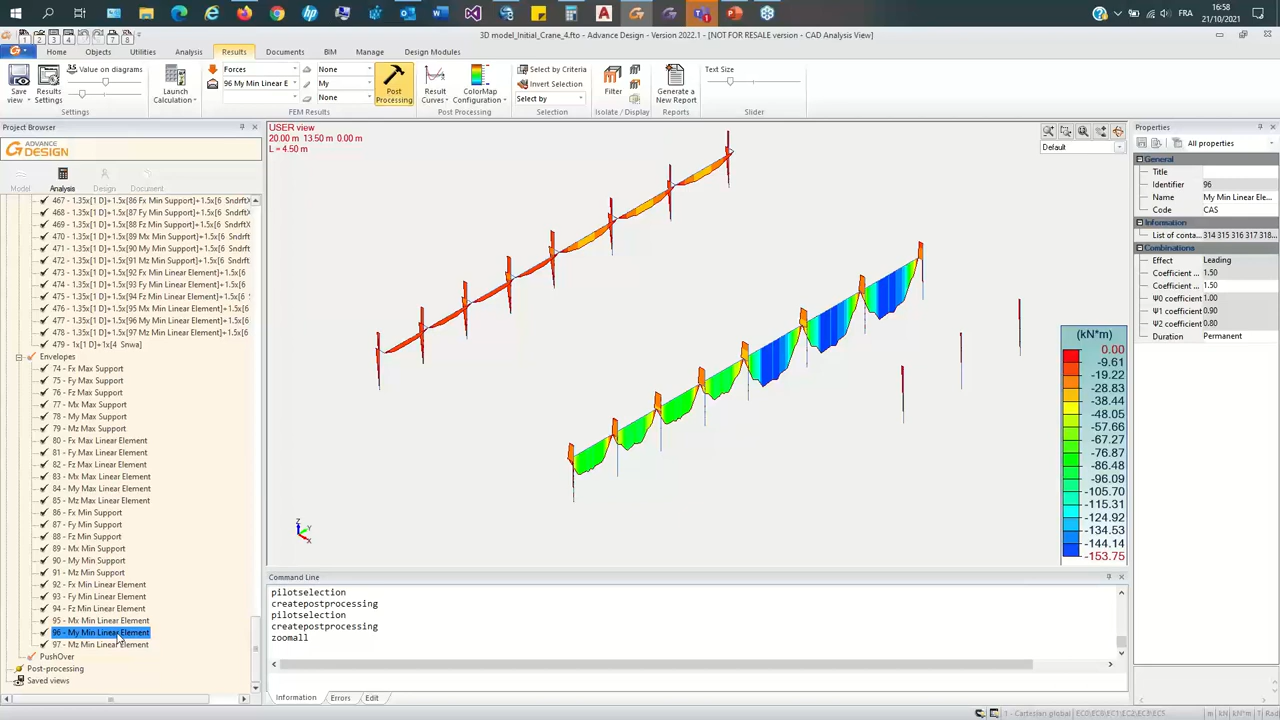 16:58
FRA
21/10/2021
3D model_Initial_Crane_4.fto - Advance Design - Version 2022.1 - [NOT FOR RESALE version - CAD Analysis View]
Home Objects Utilities Analysis Results Documents BIM Manage Design Modules
Save view
Results Settings
Value on diagrams
Settings
Launch Calculation
Forces
96 My Min Linear E
None
My
None
FEM Results
Post Processing
Result Curves
ColorMap Configuration
Post Processing
Select by Criteria
Invert Selection
Select by
Selection
Filter
Isolate / Display
Generate a New Report
Reports
Text Size
Slider
Project Browser
ADVANCE DESIGN
Model Analysis Design Document
467 - 1.35x[1 D]+1.5x[86 Fx Min Support]+1.5x[6 SndrftX
468 - 1.35x[1 D]+1.5x[87 Fy Min Support]+1.5x[6 SndrftX
469 - 1.35x[1 D]+1.5x[88 Fz Min Support]+1.5x[6 SndrftX
470 - 1.35x[1 D]+1.5x[89 Mx Min Support]+1.5x[6 Sndrft
471 - 1.35x[1 D]+1.5x[90 My Min Support]+1.5x[6 Sndrft
472 - 1.35x[1 D]+1.5x[91 Mz Min Support]+1.5x[6 Sndrft
473 - 1.35x[1 D]+1.5x[92 Fx Min Linear Element]+1.5x[6
474 - 1.35x[1 D]+1.5x[93 Fy Min Linear Element]+1.5x[6
475 - 1.35x[1 D]+1.5x[94 Fz Min Linear Element]+1.5x[6
476 - 1.35x[1 D]+1.5x[95 Mx Min Linear Element]+1.5x[6
477 - 1.35x[1 D]+1.5x[96 My Min Linear Element]+1.5x[6
478 - 1.35x[1 D]+1.5x[97 Mz Min Linear Element]+1.5x[6
479 - 1x[1 D]+1x[4 Snwa]
Envelopes
74 - Fx Max Support
75 - Fy Max Support
76 - Fz Max Support
77 - Mx Max Support
78 - My Max Support
79 - Mz Max Support
80 - Fx Max Linear Element
81 - Fy Max Linear Element
82 - Fz Max Linear Element
83 - Mx Max Linear Element
84 - My Max Linear Element
85 - Mz Max Linear Element
86 - Fx Min Support
87 - Fy Min Support
88 - Fz Min Support
89 - Mx Min Support
90 - My Min Support
91 - Mz Min Support
92 - Fx Min Linear Element
93 - Fy Min Linear Element
94 - Fz Min Linear Element
95 - Mx Min Linear Element
96 - My Min Linear Element
97 - Mz Min Linear Element
PushOver
Post-processing
Saved views
USER view
20.00 m 13.50 m 0.00 m
L = 4.50 m
Default
Z
Y
X
(kN*m)
0.00
-9.61
-19.22
-28.83
-38.44
-48.05
-57.66
-67.27
-76.87
-86.48
-96.09
-105.70
-115.31
-124.92
-134.53
-144.14
-153.75
Command Line
pilotselection
createpostprocessing
pilotselection
createpostprocessing
zoomall
Information Errors Edit
Properties
All properties
General
Title
Identifier 96
Name My Min Linear Ele...
Code CAS
Information
List of conta... 314 315 316 317 318...
Combinations
Effect Leading
Coefficient ... 1.50
Coefficient ... 1.50
Ψ0 coefficient 1.00
Ψ1 coefficient 0.90
Ψ2 coefficient 0.80
Duration Permanent
1 - Cartesian global